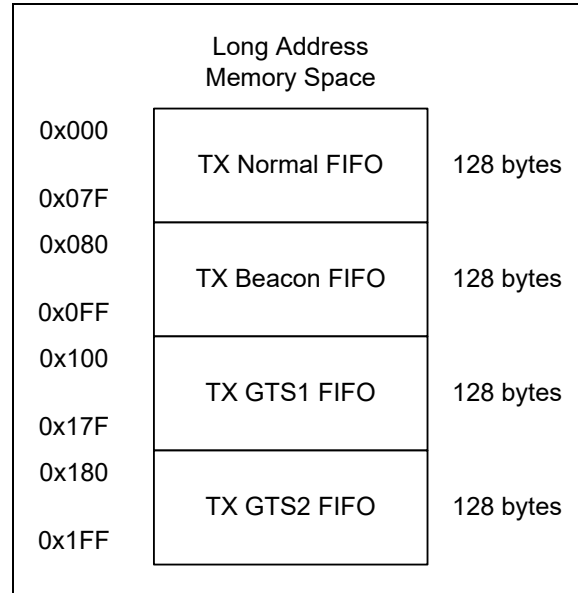 Long Address
Memory Space
0x000
TX Normal FIFO 128 bytes
0x07F
0x080
TX Beacon FIFO 128 bytes
0x0FF
0x100
TX GTS1 FIFO 128 bytes
0x17F
0x180
TX GTS2 FIFO 128 bytes
0x1FF